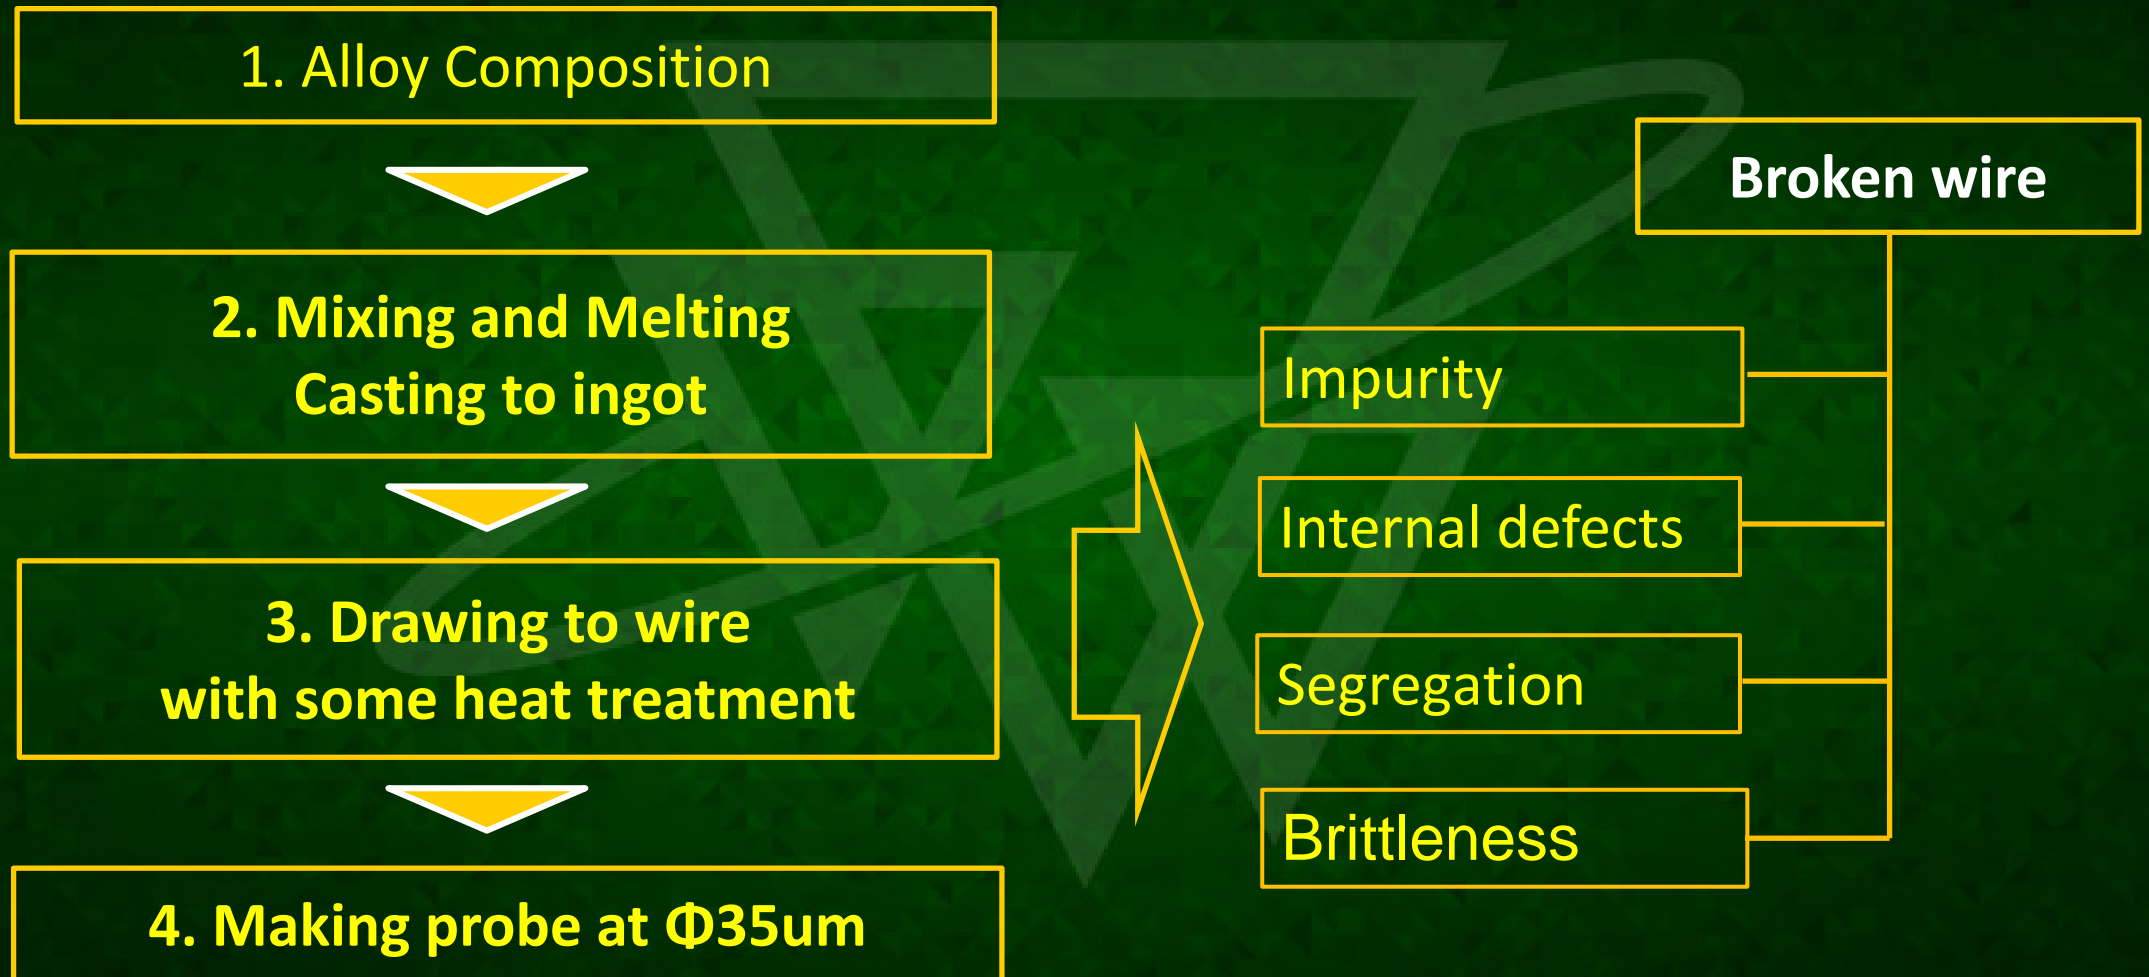 1. Alloy Composition
2. Mixing and Melting
Casting to ingot
3. Drawing to wire
with some heat treatment
4. Making probe at Φ35um
Broken wire
Impurity
Internal defects
Segregation
Brittleness